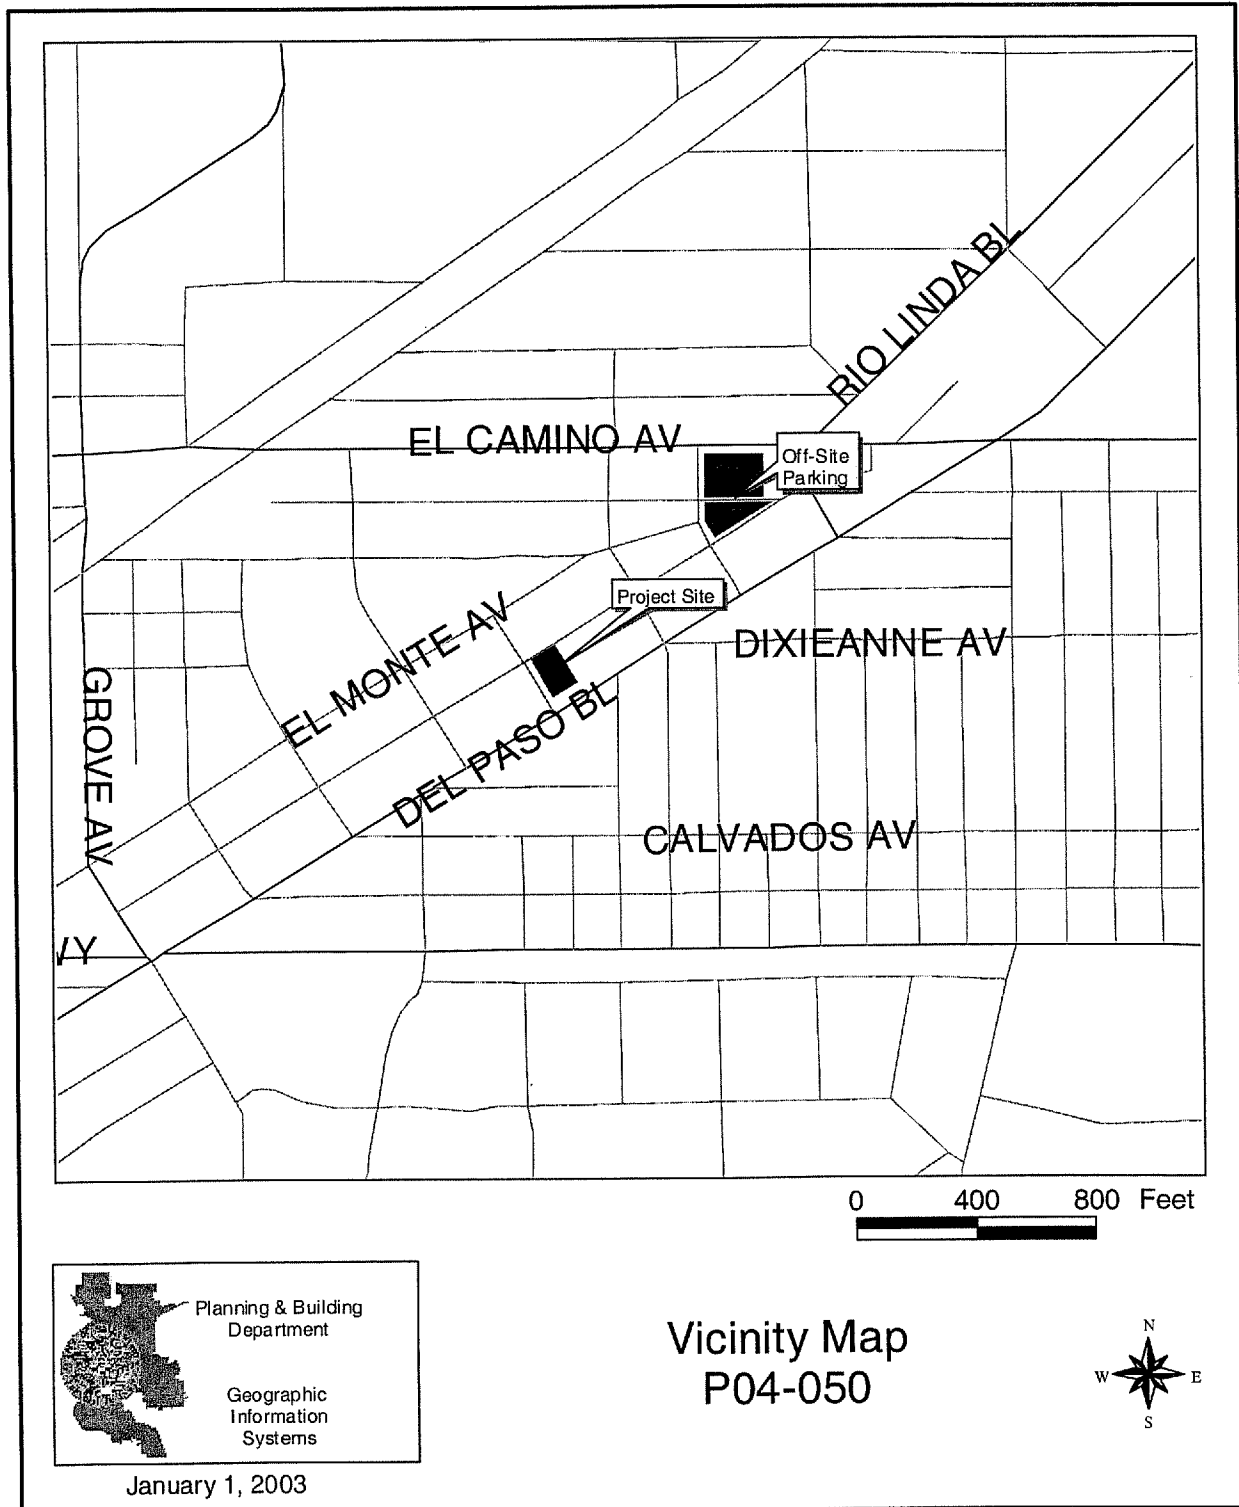 RIO LINDA BL
EL CAMINO AV
Off-Site
Parking
Project Site
EL MONTE AV
DIXIEANNE AV
GROVE AV
DEL PASO BL
CALVADOS AV
VY
0 400 800 Feet
Planning & Building
Department
Geographic
Information
Systems
January 1, 2003
Vicinity Map
P04-050
N
W E
S